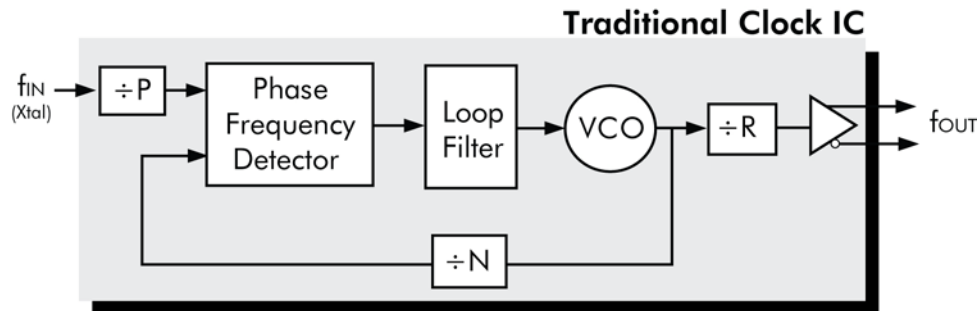 Traditional Clock IC
fIN
(Xtal)
÷P
Phase
Frequency
Detector
Loop
Filter
VCO
÷R
fOUT
÷N